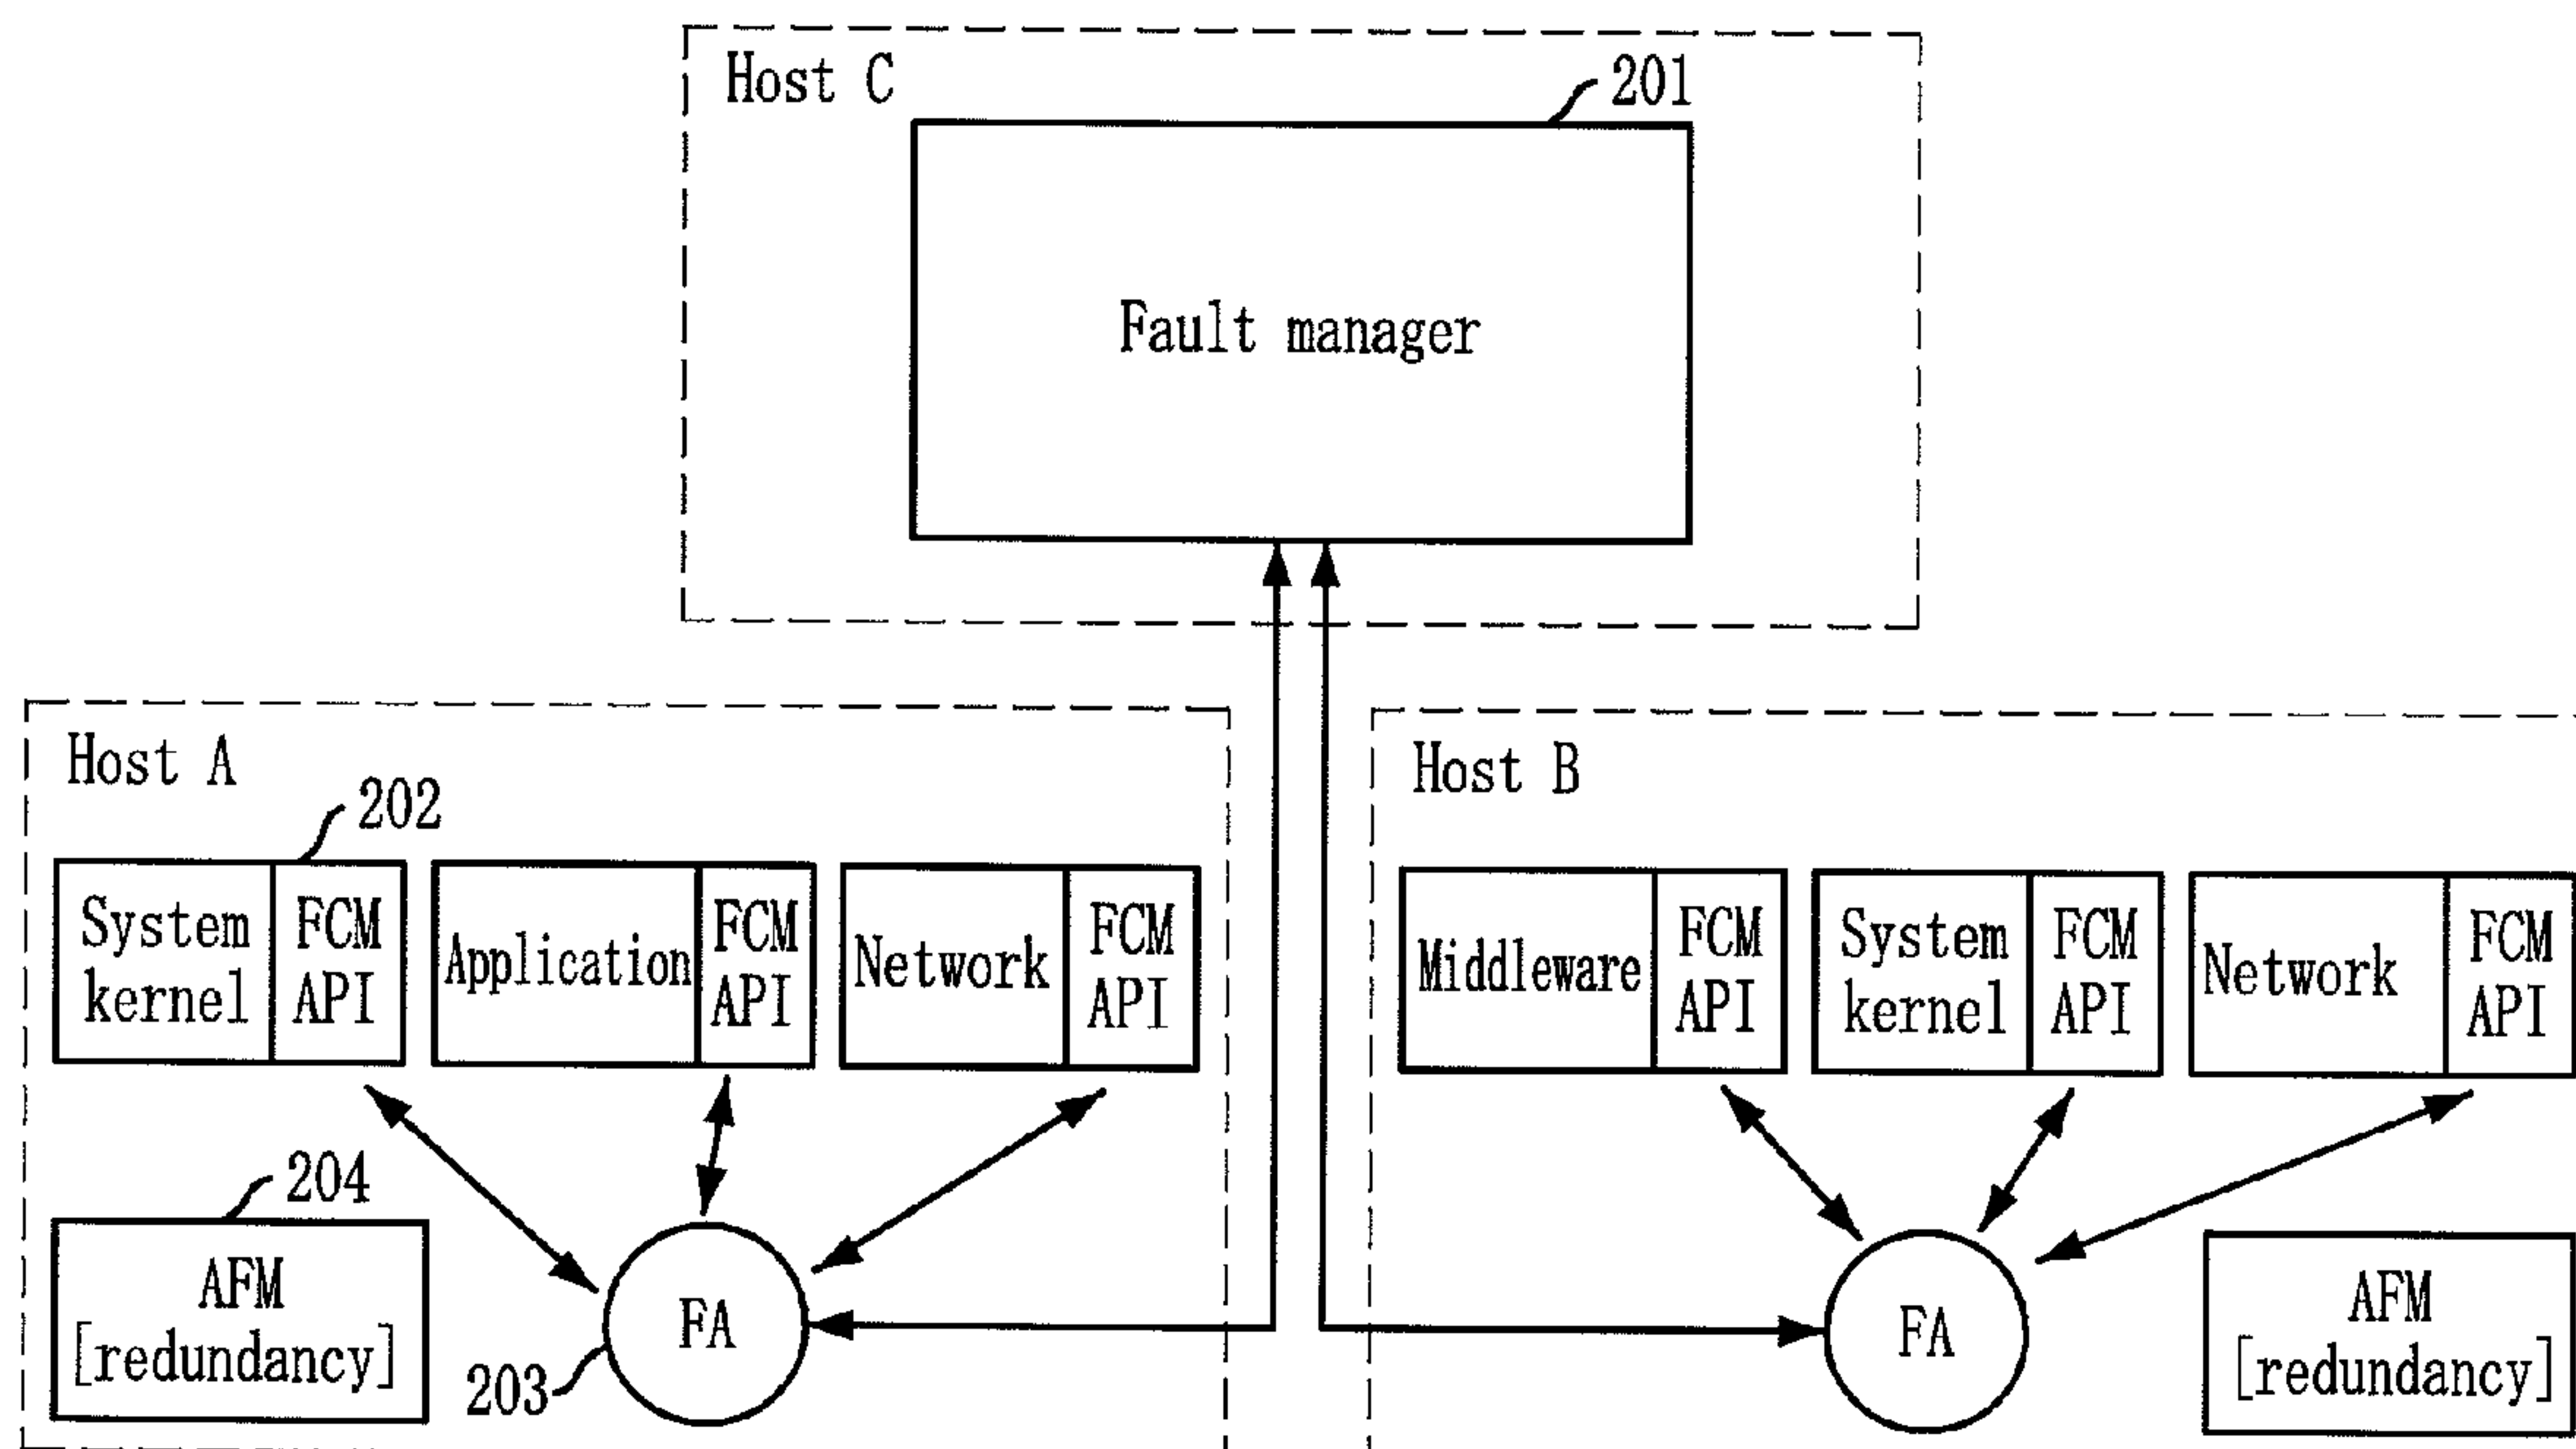 Host C
201
Fault manager
Host A
202
System
kernel
FCM
API
Application
FCM
API
Network
FCM
API
204
AFM
[redundancy]
FA
203
Host B
Middleware
FCM
API
System
kernel
FCM
API
Network
FCM
API
FA
AFM
[redundancy]